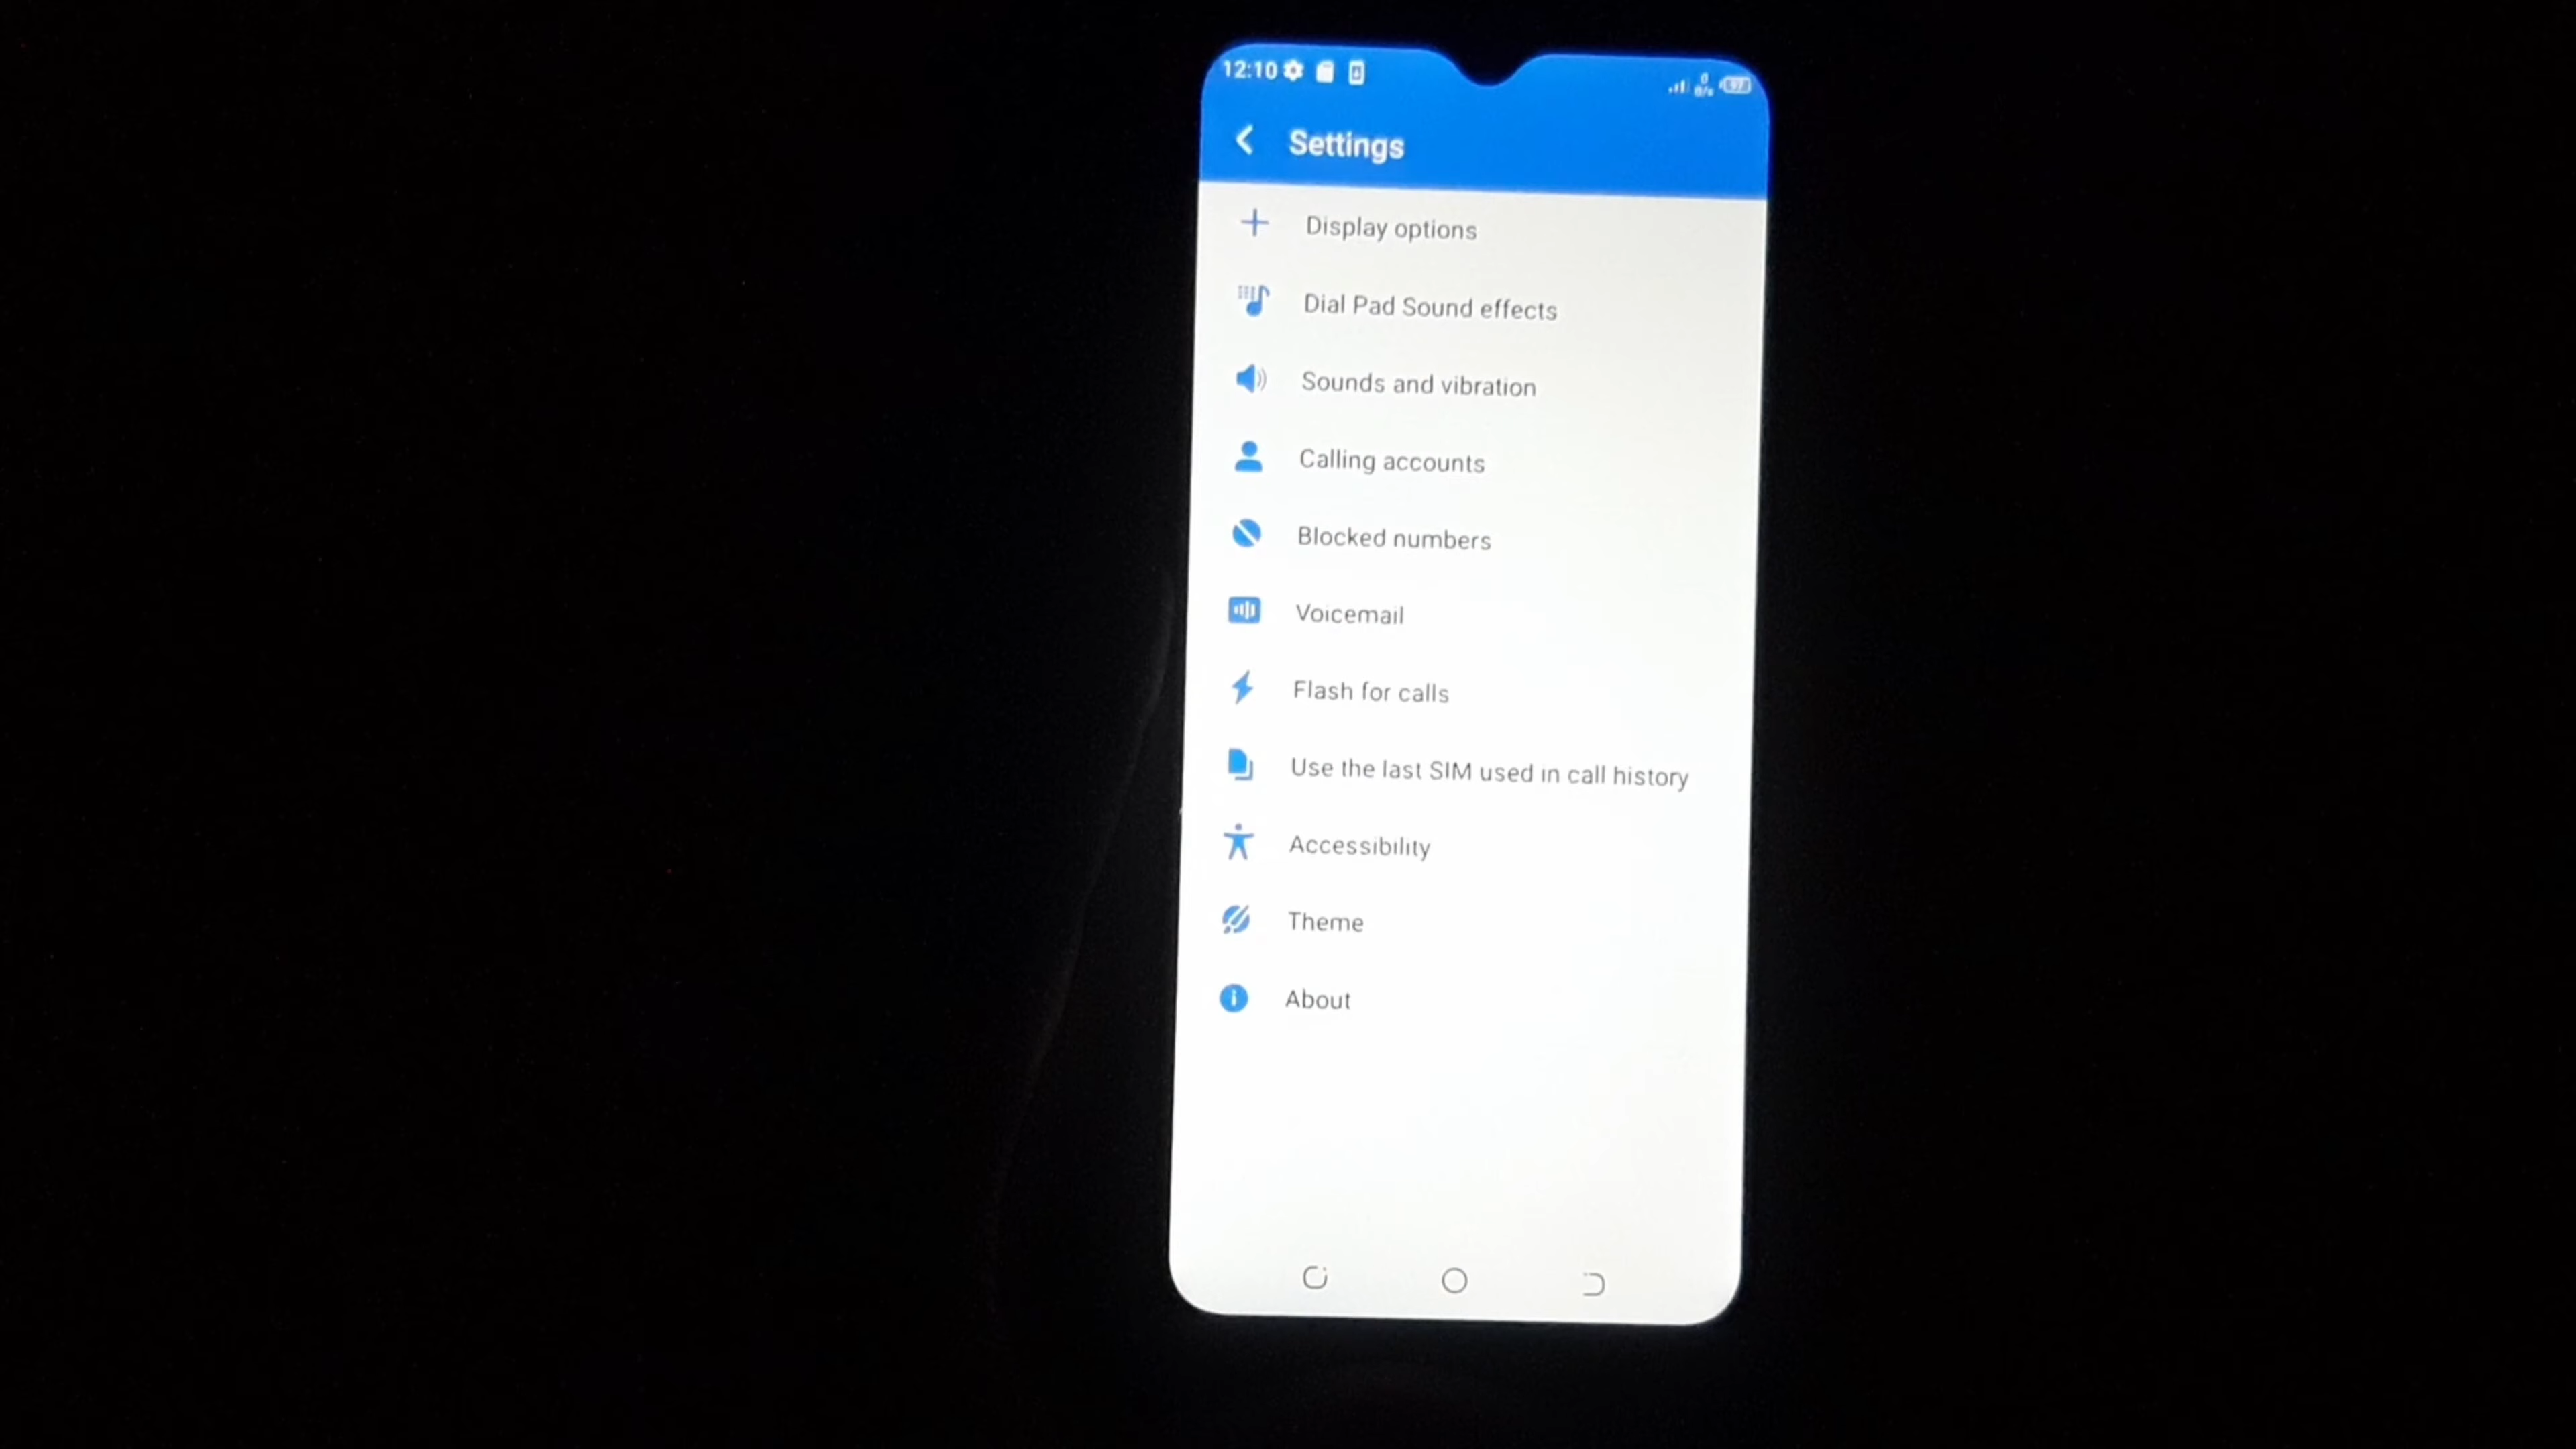 12:10
Settings
Display options
Dial Pad Sound effects
Sounds and vibration
Calling accounts
Blocked numbers
Voicemail
Flash for calls
Use the last SIM used in call history
Accessibility
Theme
About